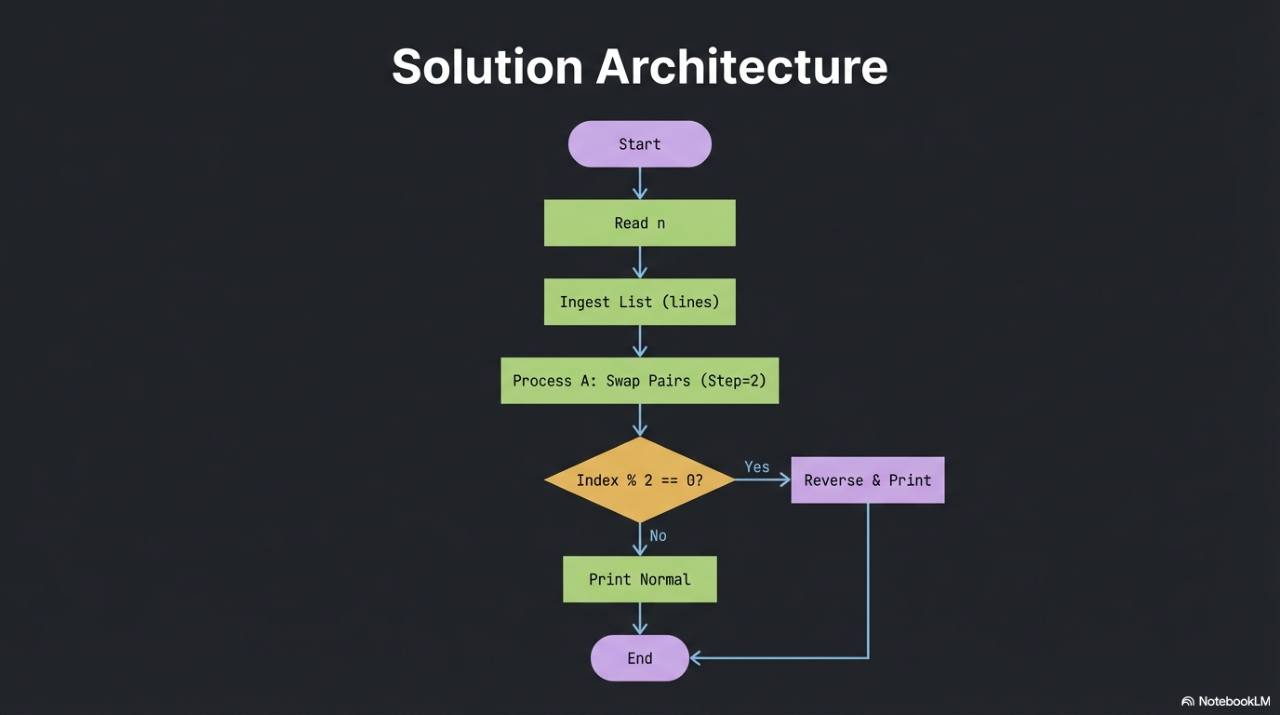 Solution Architecture
Start
Read n
Ingest List (lines)
Process A: Swap Pairs (Step=2)
Index % 2 == 0?
Yes
Reverse & Print
No
Print Normal
End
NotebookLM